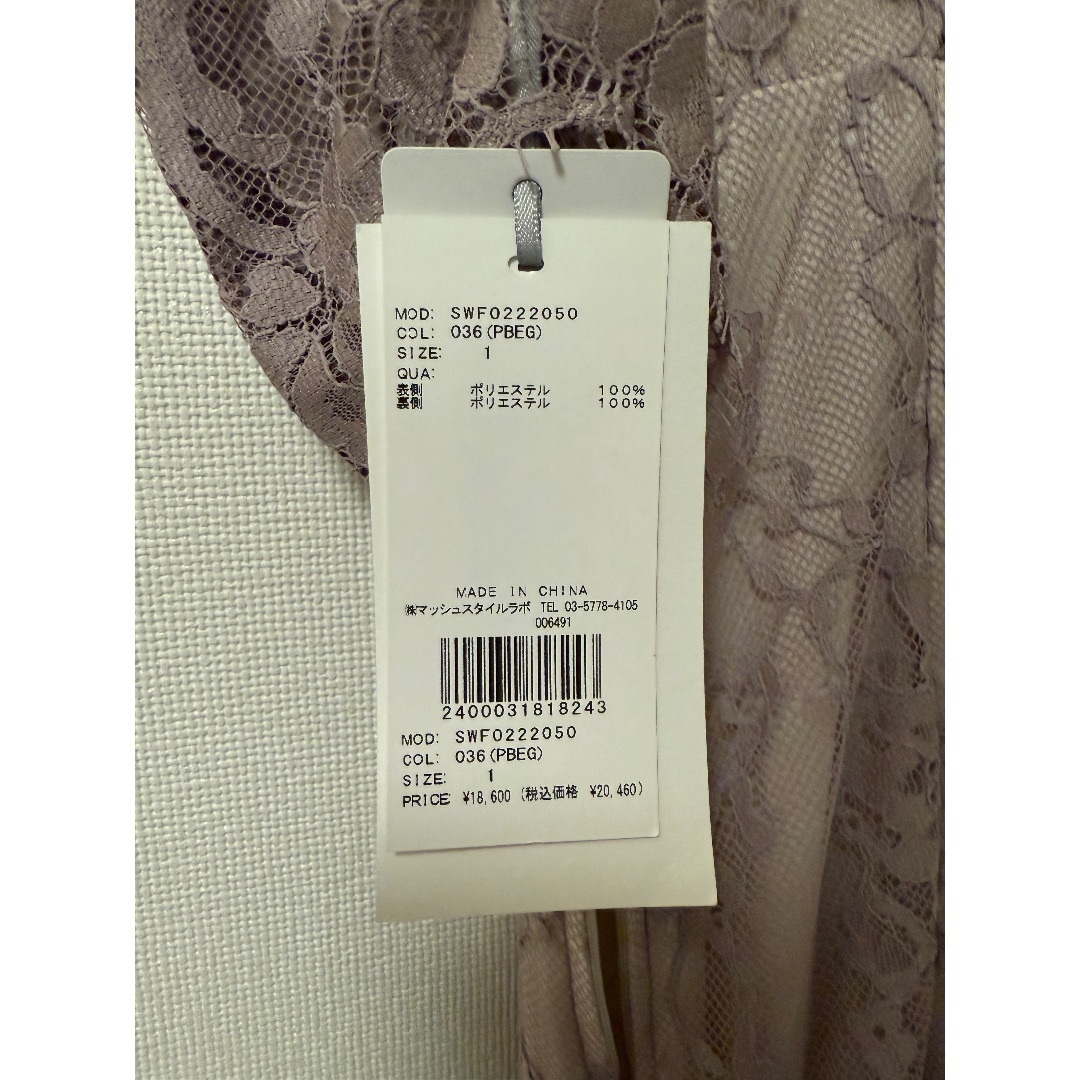 MOD: SWF0222050
COL: 036(PBEG)
SIZE: 1
QUA:
表側 ポリエステル 100%
裏側 ポリエステル 100%
MADE IN CHINA
㈱マッシュスタイルラボ TEL 03-5778-4105
006491
2400031818243
MOD: SWF0222050
COL: 036(PBEG)
SIZE: 1
PRICE: ¥18,600 (税込価格 ¥20,460)